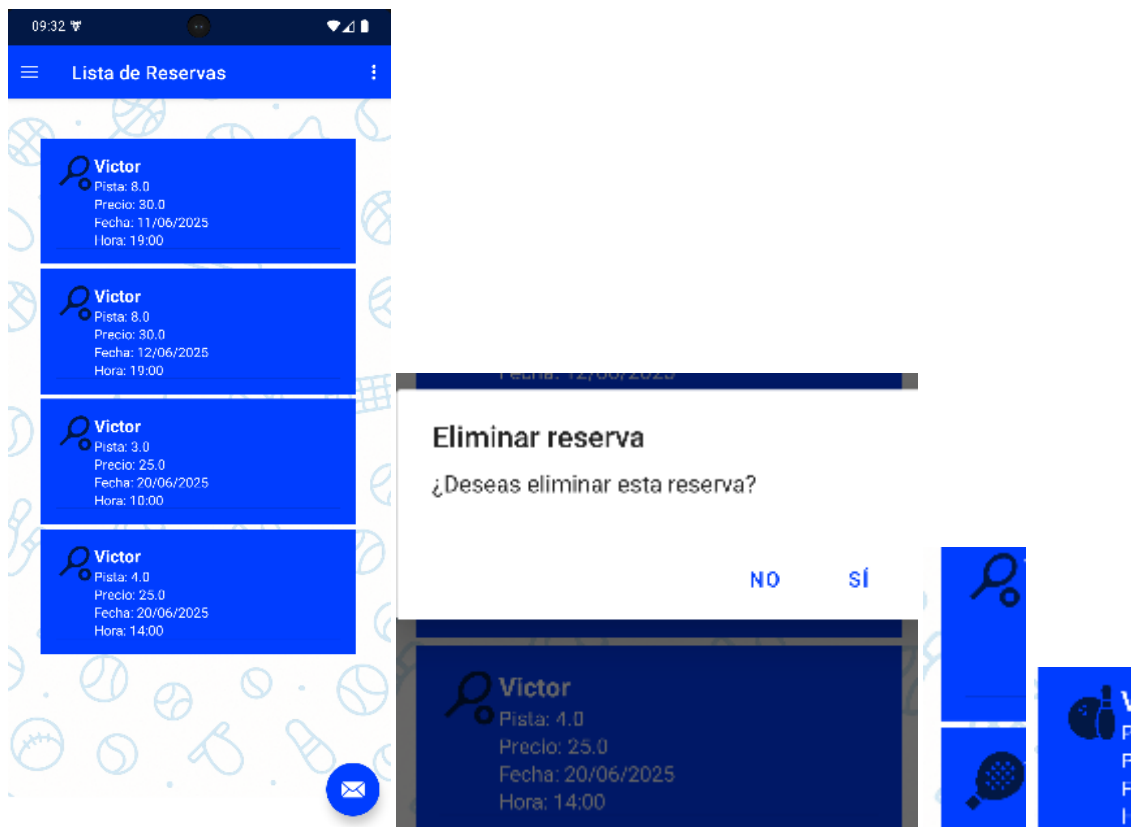 09:32
Lista de Reservas
Victor
Pista: 8.0
Precio: 30.0
Fecha: 11/06/2025
Hora: 19:00
Victor
Pista: 8.0
Precio: 30.0
Fecha: 12/06/2025
Hora: 19:00
Victor
Pista: 3.0
Precio: 25.0
Fecha: 20/06/2025
Hora: 10:00
Victor
Pista: 4.0
Precio: 25.0
Fecha: 20/06/2025
Hora: 14:00
Fecha: 12/06/2025
Eliminar reserva
¿Deseas eliminar esta reserva?
NO SÍ
Victor
Pista: 4.0
Precio: 25.0
Fecha: 20/06/2025
Hora: 14:00